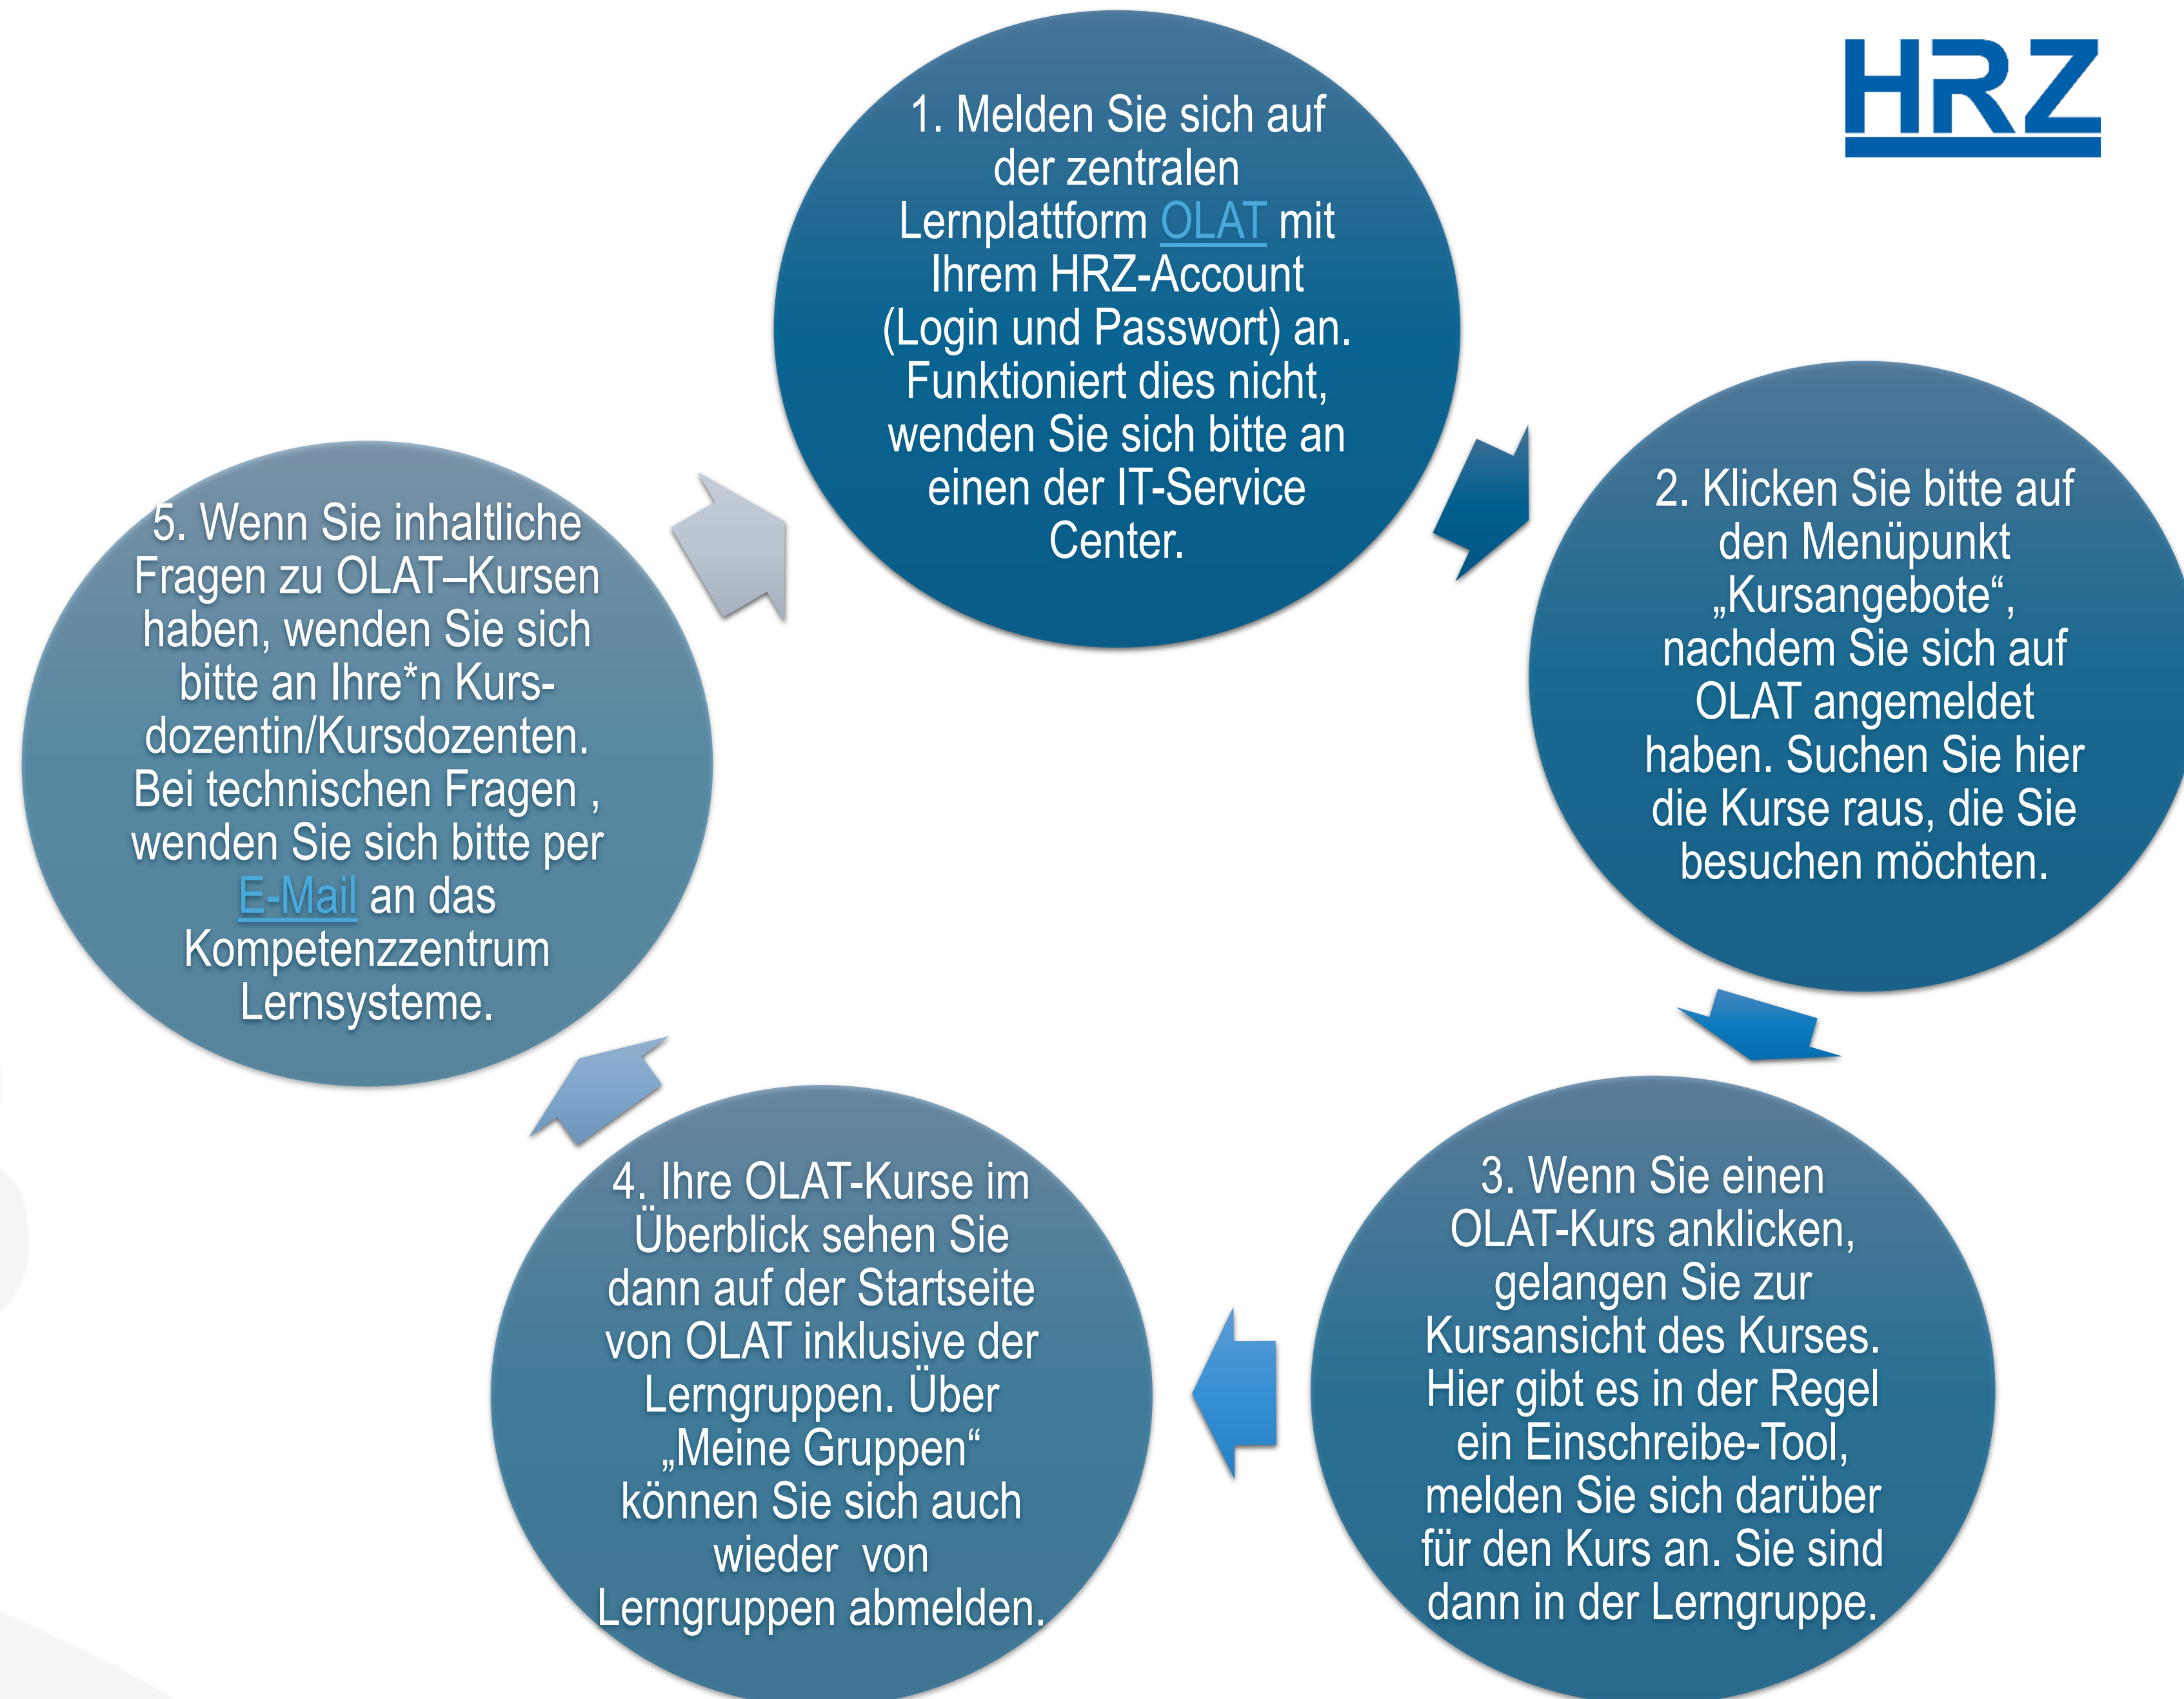 HRZ
1. Melden Sie sich auf
der zentralen
Lernplattform OLAT mit
Ihrem HRZ-Account
(Login und Passwort) an.
Funktioniert dies nicht,
wenden Sie sich bitte an
einen der IT-Service
Center.
2. Klicken Sie bitte auf
den Menüpunkt
„Kursangebote“,
nachdem Sie sich auf
OLAT angemeldet
haben. Suchen Sie hier
die Kurse raus, die Sie
besuchen möchten.
3. Wenn Sie einen
OLAT-Kurs anklicken,
gelangen Sie zur
Kursansicht des Kurses.
Hier gibt es in der Regel
ein Einschreibe-Tool,
melden Sie sich darüber
für den Kurs an. Sie sind
dann in der Lerngruppe.
4. Ihre OLAT-Kurse im
Überblick sehen Sie
dann auf der Startseite
von OLAT inklusive der
Lerngruppen. Über
„Meine Gruppen“
können Sie sich auch
wieder  von
Lerngruppen abmelden.
5. Wenn Sie inhaltliche
Fragen zu OLAT–Kursen
haben, wenden Sie sich
bitte an Ihre*n Kurs-
dozentin/Kursdozenten.
Bei technischen Fragen ,
wenden Sie sich bitte per
E-Mail an das
Kompetenzzentrum
Lernsysteme.